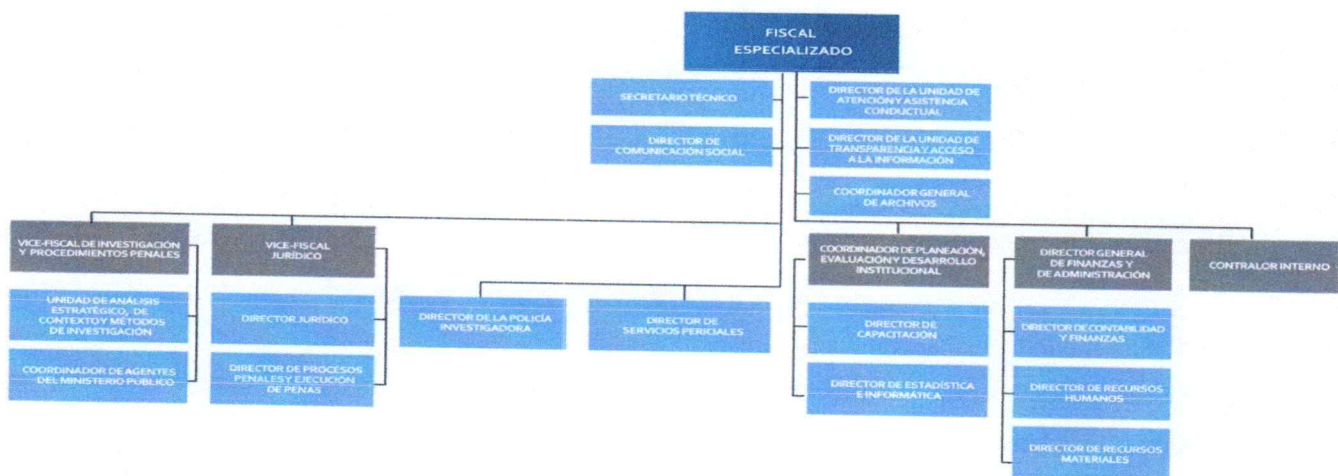 FISCAL
ESPECIALIZADO
SECRETARIO TÉCNICO
DIRECTOR DE LA UNIDAD DE
ATENCIÓN Y ASISTENCIA
CONDUCTUAL
DIRECTOR DE
COMUNICACIÓN SOCIAL
DIRECTOR DE LA UNIDAD DE
TRANSPARENCIA Y ACCESO
A LA INFORMACIÓN
COORDINADOR GENERAL
DE ARCHIVOS
VICE-FISCAL DE INVESTIGACIÓN
Y PROCEDIMIENTOS PENALES
VICE-FISCAL
JURÍDICO
COORDINADOR DE PLANEACIÓN,
EVALUACIÓN Y DESARROLLO
INSTITUCIONAL
DIRECTOR GENERAL
DE FINANZAS Y
DE ADMINISTRACIÓN
CONTRALOR INTERNO
UNIDAD DE ANÁLISIS
ESTRATÉGICO, DE
CONTEXTO Y MÉTODOS
DE INVESTIGACIÓN
DIRECTOR JURÍDICO
DIRECTOR DE LA POLICÍA
INVESTIGADORA
DIRECTOR DE
SERVICIOS PERICIALES
DIRECTOR DE
CAPACITACIÓN
DIRECTOR DE CONTABILIDAD
Y FINANZAS
COORDINADOR DE AGENTES
DEL MINISTERIO PÚBLICO
DIRECTOR DE PROCESOS
PENALES Y EJECUCIÓN
DE PENAS
DIRECTOR DE ESTADÍSTICA
E INFORMÁTICA
DIRECTOR DE RECURSOS
HUMANOS
DIRECTOR DE RECURSOS
MATERIALES